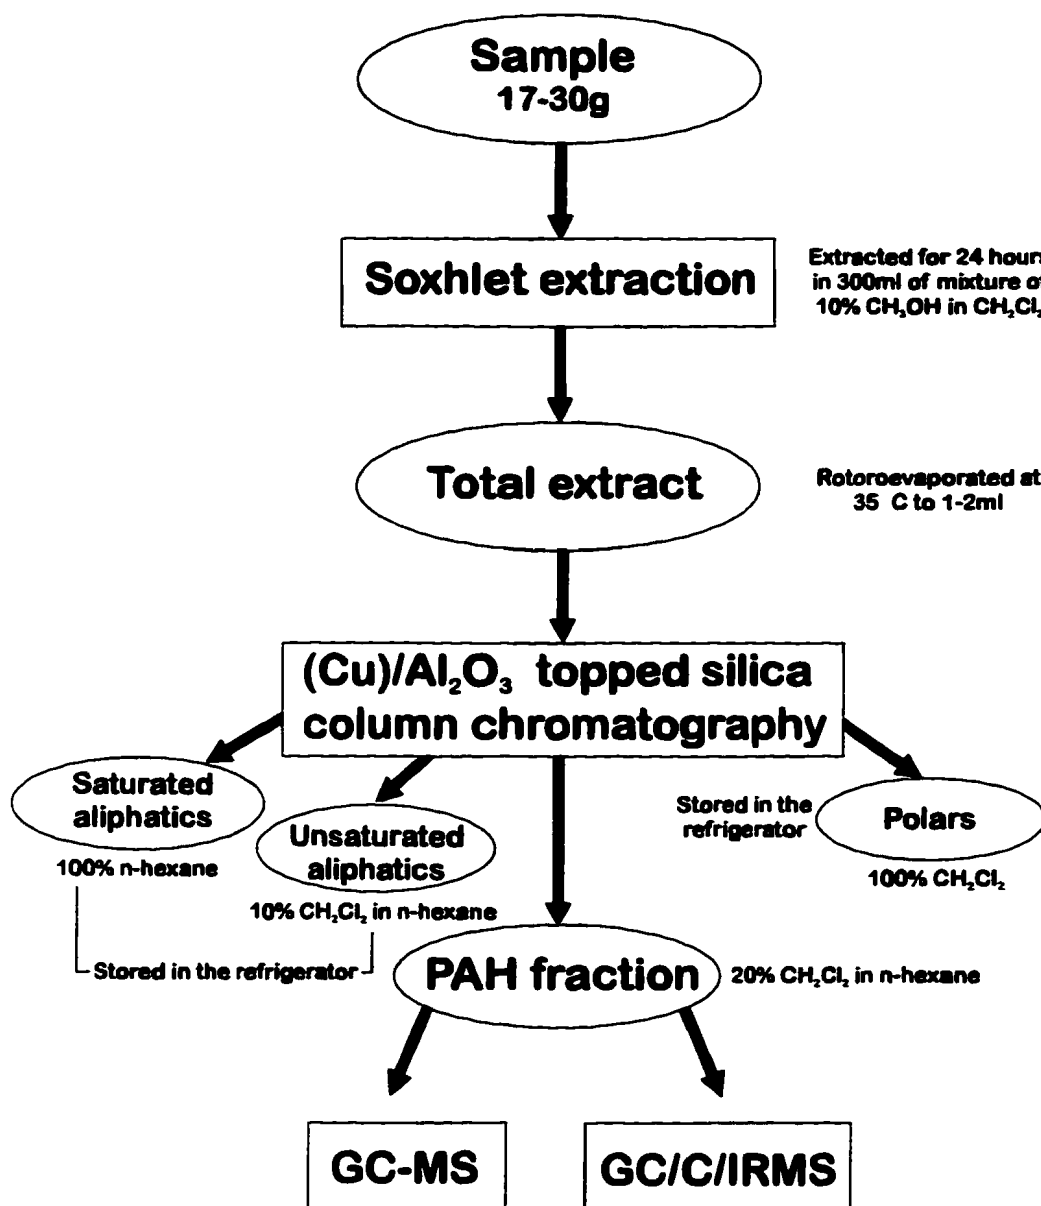 Sample
17-30g
Soxhlet extraction
Extracted for 24 hours
in 300ml of mixture of
10% CH₃OH in CH₂Cl₂
Total extract
Rotoroevaporated at
35 C to 1-2ml
(Cu)/Al₂O₃ topped silica
column chromatography
Saturated
aliphatics
100% n-hexane
Unsaturated
aliphatics
10% CH₂Cl₂ in n-hexane
Stored in the refrigerator
Stored in the
refrigerator
Polars
100% CH₂Cl₂
PAH fraction
20% CH₂Cl₂ in n-hexane
GC-MS
GC/C/IRMS